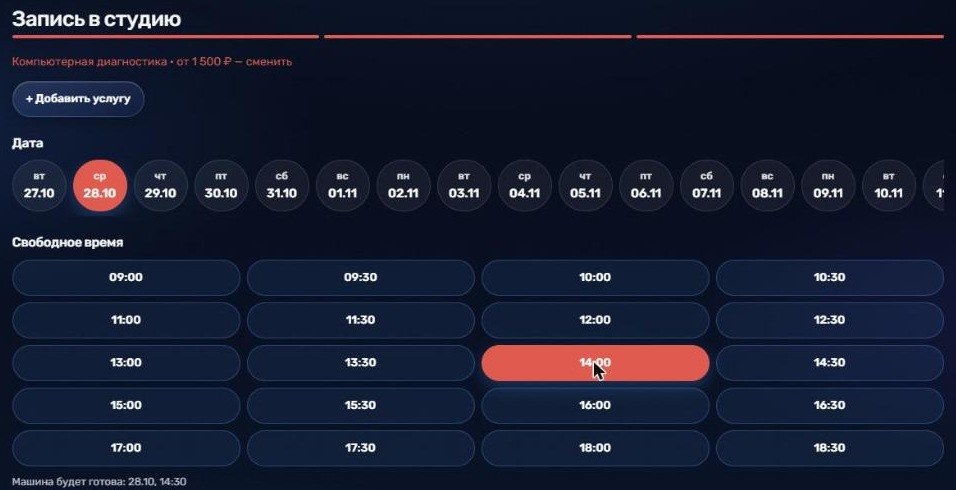 Запись в студию
Компьютерная диагностика • от 1 500 ₽ — сменить
+ Добавить услугу
Дата
вт ср чт пт сб вс пн вт ср чт пт сб вс пн вт
27.10 28.10 29.10 30.10 31.10 01.11 02.11 03.11 04.11 05.11 06.11 07.11 08.11 09.11 10.11
Свободное время
09:00 09:30 10:00 10:30
11:00 11:30 12:00 12:30
13:00 13:30 14:00 14:30
15:00 15:30 16:00 16:30
17:00 17:30 18:00 18:30
Машина будет готова: 28.10, 14:30